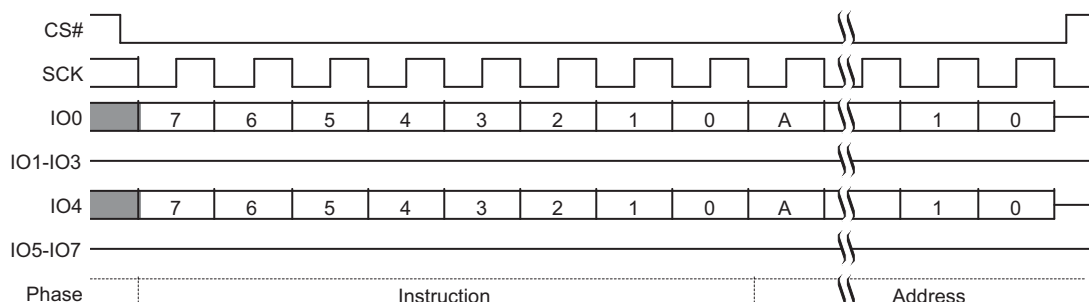 CS#
SCK
IO0 7 6 5 4 3 2 1 0 A 1 0
IO1-IO3
IO4 7 6 5 4 3 2 1 0 A 1 0
IO5-IO7
Phase Instruction Address